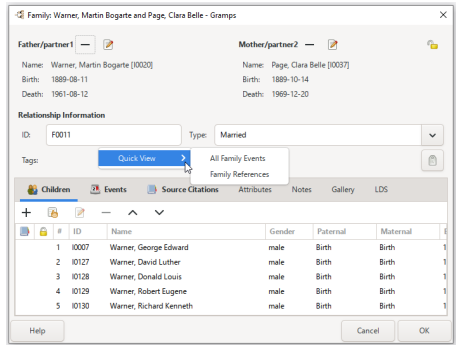 Family: Warner, Martin Bogarte and Page, Clara Belle - Gramps
Father/partner1 Mother/partner2
Name: Warner, Martin Bogarte [I0020] Name: Page, Clara Belle [I0037]
Birth: 1889-08-11 Birth: 1889-10-14
Death: 1961-08-12 Death: 1969-12-20
Relationship Information
ID: F0011 Type: Married
Tags: Quick View All Family Events
Family References
Children Events Source Citations Attributes Notes Gallery LDS
# ID Name Gender Paternal Maternal
1 I0007 Warner, George Edward male Birth Birth
2 I0127 Warner, David Luther male Birth Birth
3 I0128 Warner, Donald Louis male Birth Birth
4 I0129 Warner, Robert Eugene male Birth Birth
5 I0130 Warner, Richard Kenneth male Birth Birth
Help Cancel OK